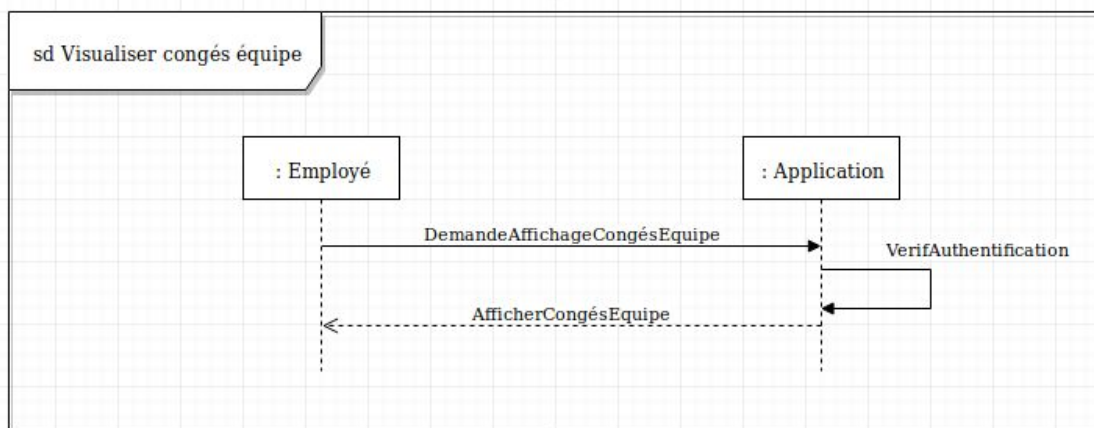 sd Visualiser congés équipe
: Employé
: Application
DemandeAffichageCongésEquipe
VerifAuthentification
AfficherCongésEquipe